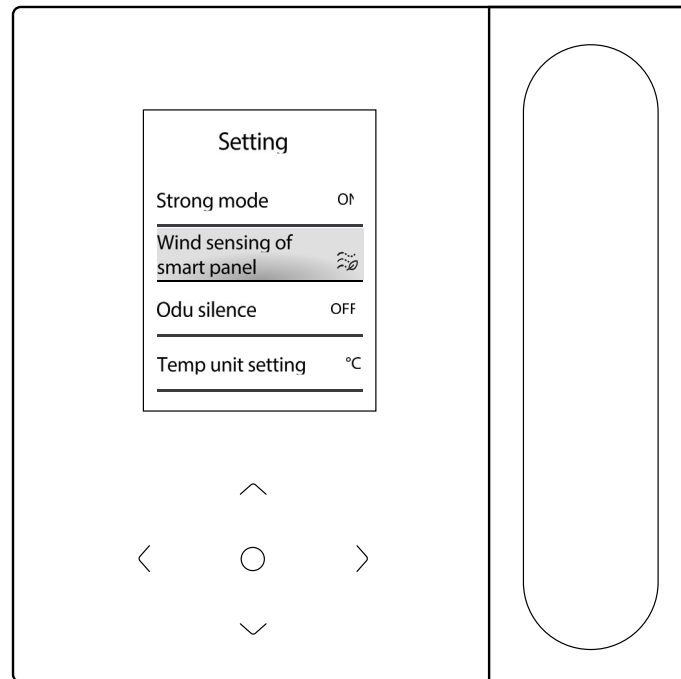 Setting
Strong mode ON
Wind sensing of
smart panel
Odu silence OFF
Temp unit setting °C